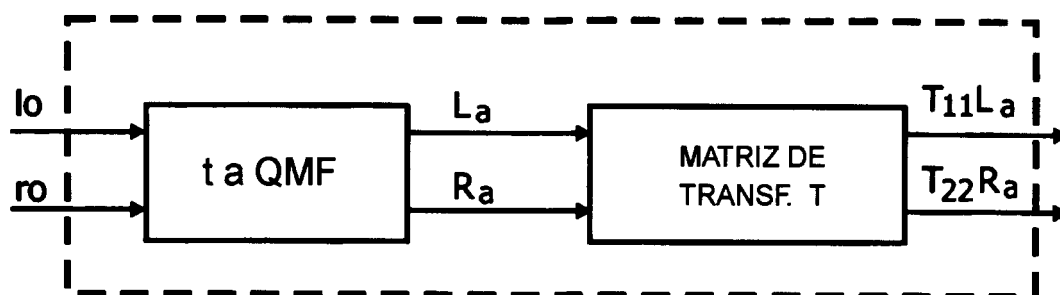 lo
ro
t a QMF
La
Ra
MATRIZ DE
TRANSF. T
T11La
T22Ra